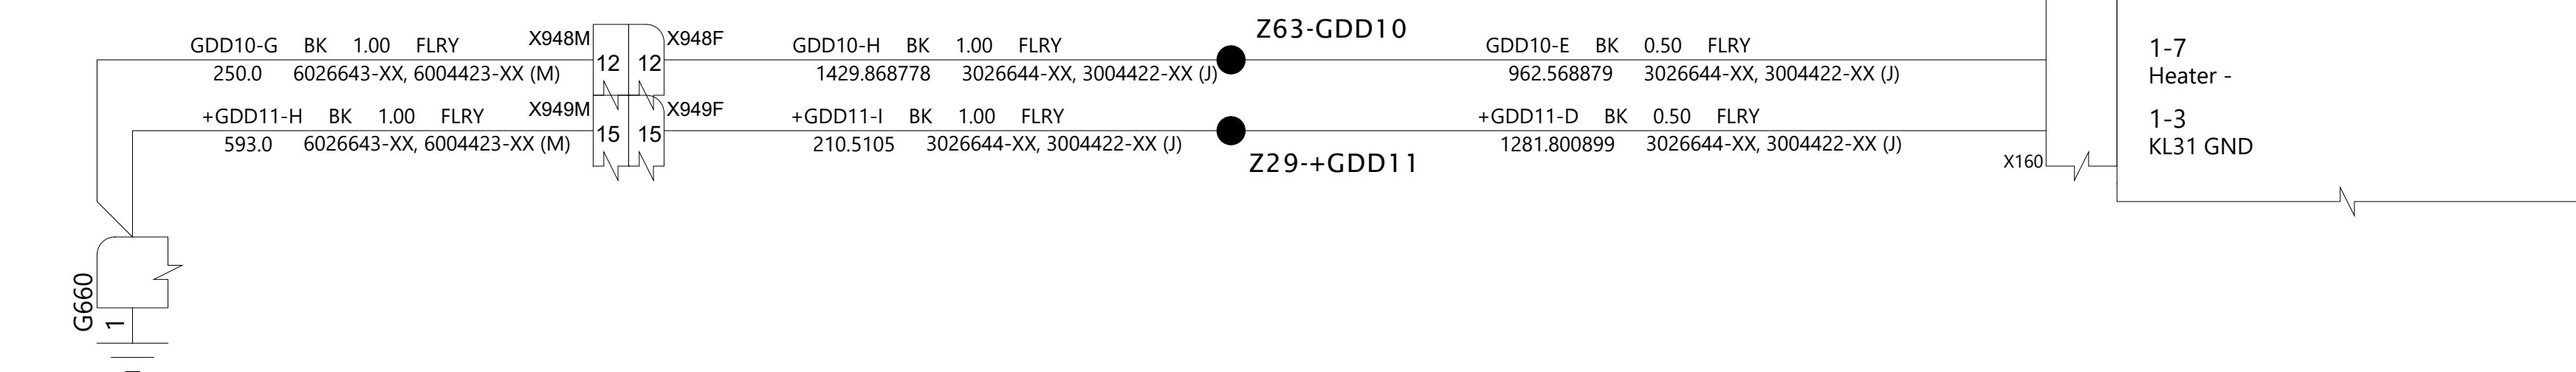 Z63-GDD10
GDD10-G BK 1.00 FLRY
X948M
X948F
GDD10-H BK 1.00 FLRY
GDD10-E BK 0.50 FLRY
1-7
12
12
250.0 6026643-XX, 6004423-XX (M)
1429.868778 3026644-XX, 3004422-XX (J)
962.568879 3026644-XX, 3004422-XX (J)
Heater -
+GDD11-H BK 1.00 FLRY
X949M
X949F
+GDD11-I BK 1.00 FLRY
+GDD11-D BK 0.50 FLRY
1-3
15
15
593.0 6026643-XX, 6004423-XX (M)
210.5105 3026644-XX, 3004422-XX (J)
1281.800899 3026644-XX, 3004422-XX (J)
KL31 GND
Z29-+GDD11
X160
G660
1